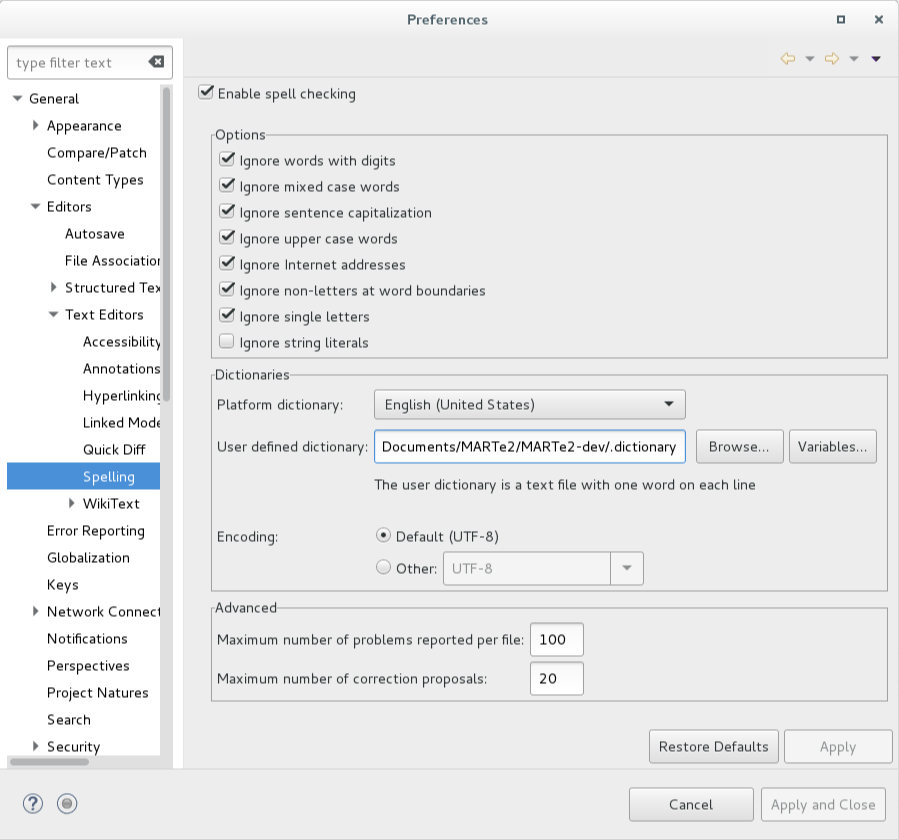 Preferences
type filter text
General
Appearance
Compare/Patch
Content Types
Editors
Autosave
File Association
Structured Tex
Text Editors
Accessibility
Annotations
Hyperlinking
Linked Mode
Quick Diff
Spelling
WikiText
Error Reporting
Globalization
Keys
Network Connect
Notifications
Perspectives
Project Natures
Search
Security
Enable spell checking
Options
Ignore words with digits
Ignore mixed case words
Ignore sentence capitalization
Ignore upper case words
Ignore Internet addresses
Ignore non-letters at word boundaries
Ignore single letters
Ignore string literals
Dictionaries
Platform dictionary: English (United States)
User defined dictionary: Documents/MARTe2/MARTe2-dev/.dictionary Browse... Variables...
The user dictionary is a text file with one word on each line
Encoding: Default (UTF-8)
Other: UTF-8
Advanced
Maximum number of problems reported per file: 100
Maximum number of correction proposals: 20
Restore Defaults Apply
? Cancel Apply and Close